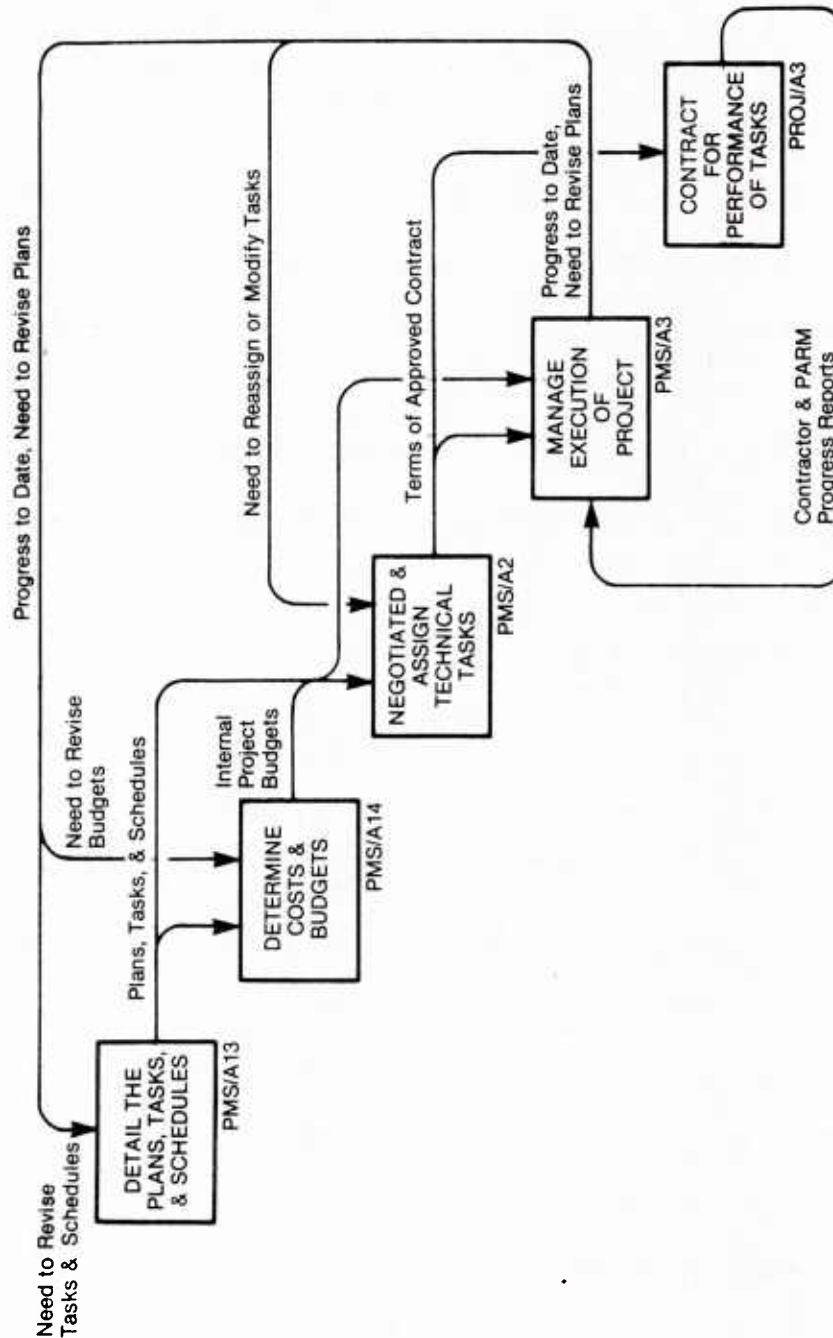 Progress to Date, Need to Revise Plans
Need to Revise
Tasks & Schedules
DETAIL THE
PLANS, TASKS,
& SCHEDULES
PMS/A13
Need to Revise
Budgets
Plans, Tasks, & Schedules
DETERMINE
COSTS &
BUDGETS
PMS/A14
Internal
Project
Budgets
Need to Reassign or Modify Tasks
NEGOTIATED &
ASSIGN
TECHNICAL
TASKS
PMS/A2
Terms of Approved Contract
MANAGE
EXECUTION
OF
PROJECT
PMS/A3
Progress to Date,
Need to Revise Plans
CONTRACT
FOR
PERFORMANCE
OF TASKS
PROJ/A3
Contractor & PARM
Progress Reports